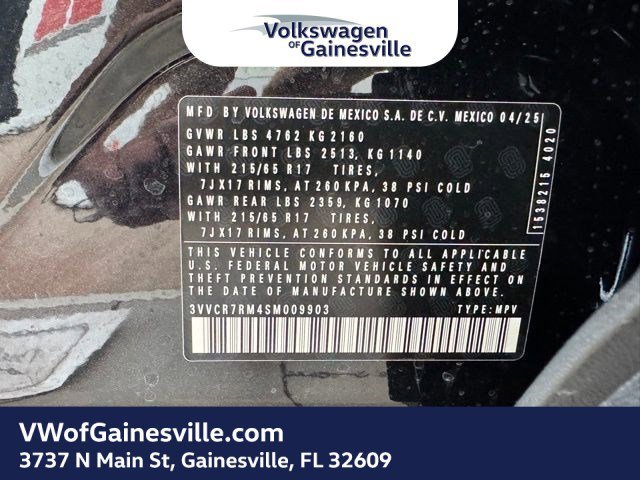 Volkswagen
OF
Gainesville
MFD BY VOLKSWAGEN DE MEXICO S.A. DE C.V. MEXICO 04/25
GVWR LBS 4762 KG 2160
GAWR FRONT LBS 2513, KG 1140
WITH 215/65 R17 TIRES,
7JX17 RIMS, AT 260 KPA, 38 PSI COLD
GAWR REAR LBS 2359, KG 1070
WITH 215/65 R17 TIRES,
7JX17 RIMS, AT 260 KPA, 38 PSI COLD
THIS VEHICLE CONFORMS TO ALL APPLICABLE
U.S. FEDERAL MOTOR VEHICLE SAFETY AND
THEFT PREVENTION STANDARDS IN EFFECT ON
THE DATE OF MANUFACTURE SHOWN ABOVE.
3VVCR7RM4SM009903 TYPE: MPV
1538215 4020
VWofGainesville.com
3737 N Main St, Gainesville, FL 32609